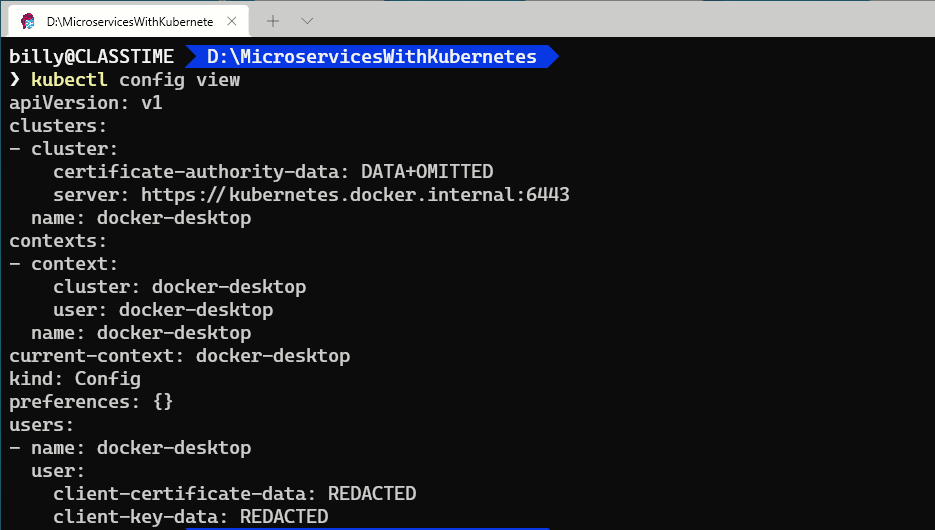 D:\MicroservicesWithKubernete
billy@CLASSTIME D:\MicroservicesWithKubernetes
❯ kubectl config view
apiVersion: v1
clusters:
- cluster:
    certificate-authority-data: DATA+OMITTED
    server: https://kubernetes.docker.internal:6443
  name: docker-desktop
contexts:
- context:
    cluster: docker-desktop
    user: docker-desktop
  name: docker-desktop
current-context: docker-desktop
kind: Config
preferences: {}
users:
- name: docker-desktop
  user:
    client-certificate-data: REDACTED
    client-key-data: REDACTED